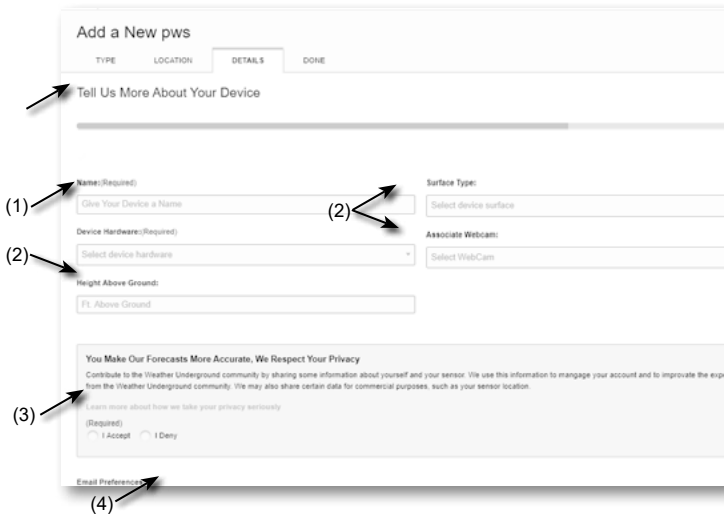 Add a New pws
TYPE LOCATION DETAILS DONE
Tell Us More About Your Device
Name:(Required)
Surface Type:
(1)
Give Your Device a Name
(2)
Select device surface
Device Hardware:(Required)
Associate Webcam:
(2)
Select device hardware
Select WebCam
Height Above Ground:
Ft. Above Ground
You Make Our Forecasts More Accurate, We Respect Your Privacy
Contribute to the Weather Underground community by sharing some information about yourself and your sensor. We use this information to mangage your account and to improvate the expe
from the Weather Underground community. We may also share certain data for commercial purposes, such as your sensor location.
(3)
Learn more about how we take your privacy seriously
(Required)
I Accept I Deny
Email Preferences
(4)